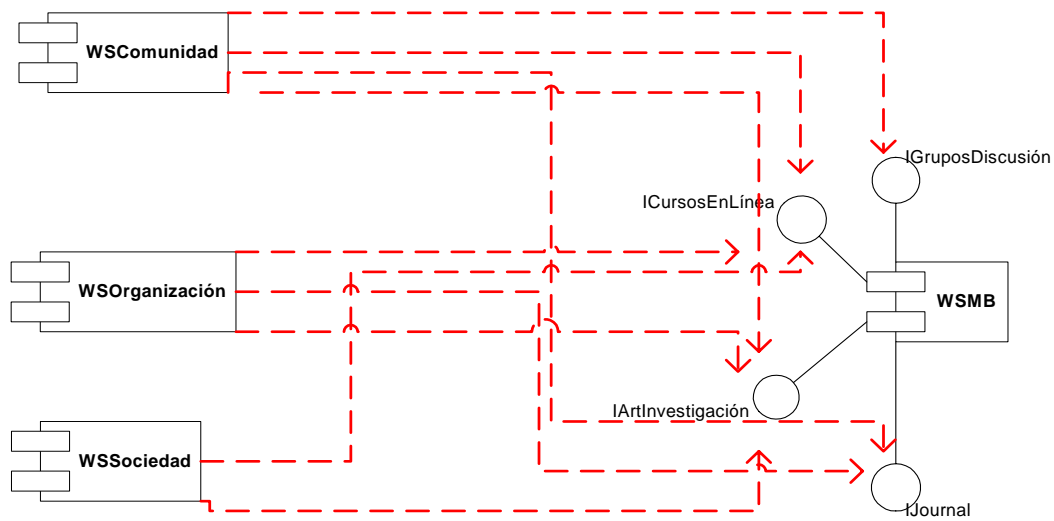 WSComunidad
IGruposDiscusión
ICursosEnLínea
WSOrganización
WSMB
IArtInvestigación
WSSociedad
IJournal